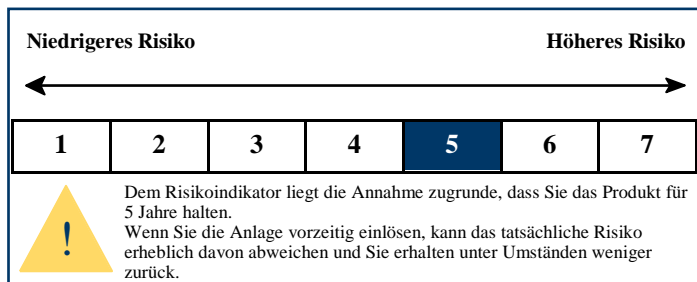 Niedrigeres Risiko Höheres Risiko
1 2 3 4 5 6 7
!
Dem Risikoindikator liegt die Annahme zugrunde, dass Sie das Produkt für
5 Jahre halten.
Wenn Sie die Anlage vorzeitig einlösen, kann das tatsächliche Risiko
erheblich davon abweichen und Sie erhalten unter Umständen weniger
zurück.